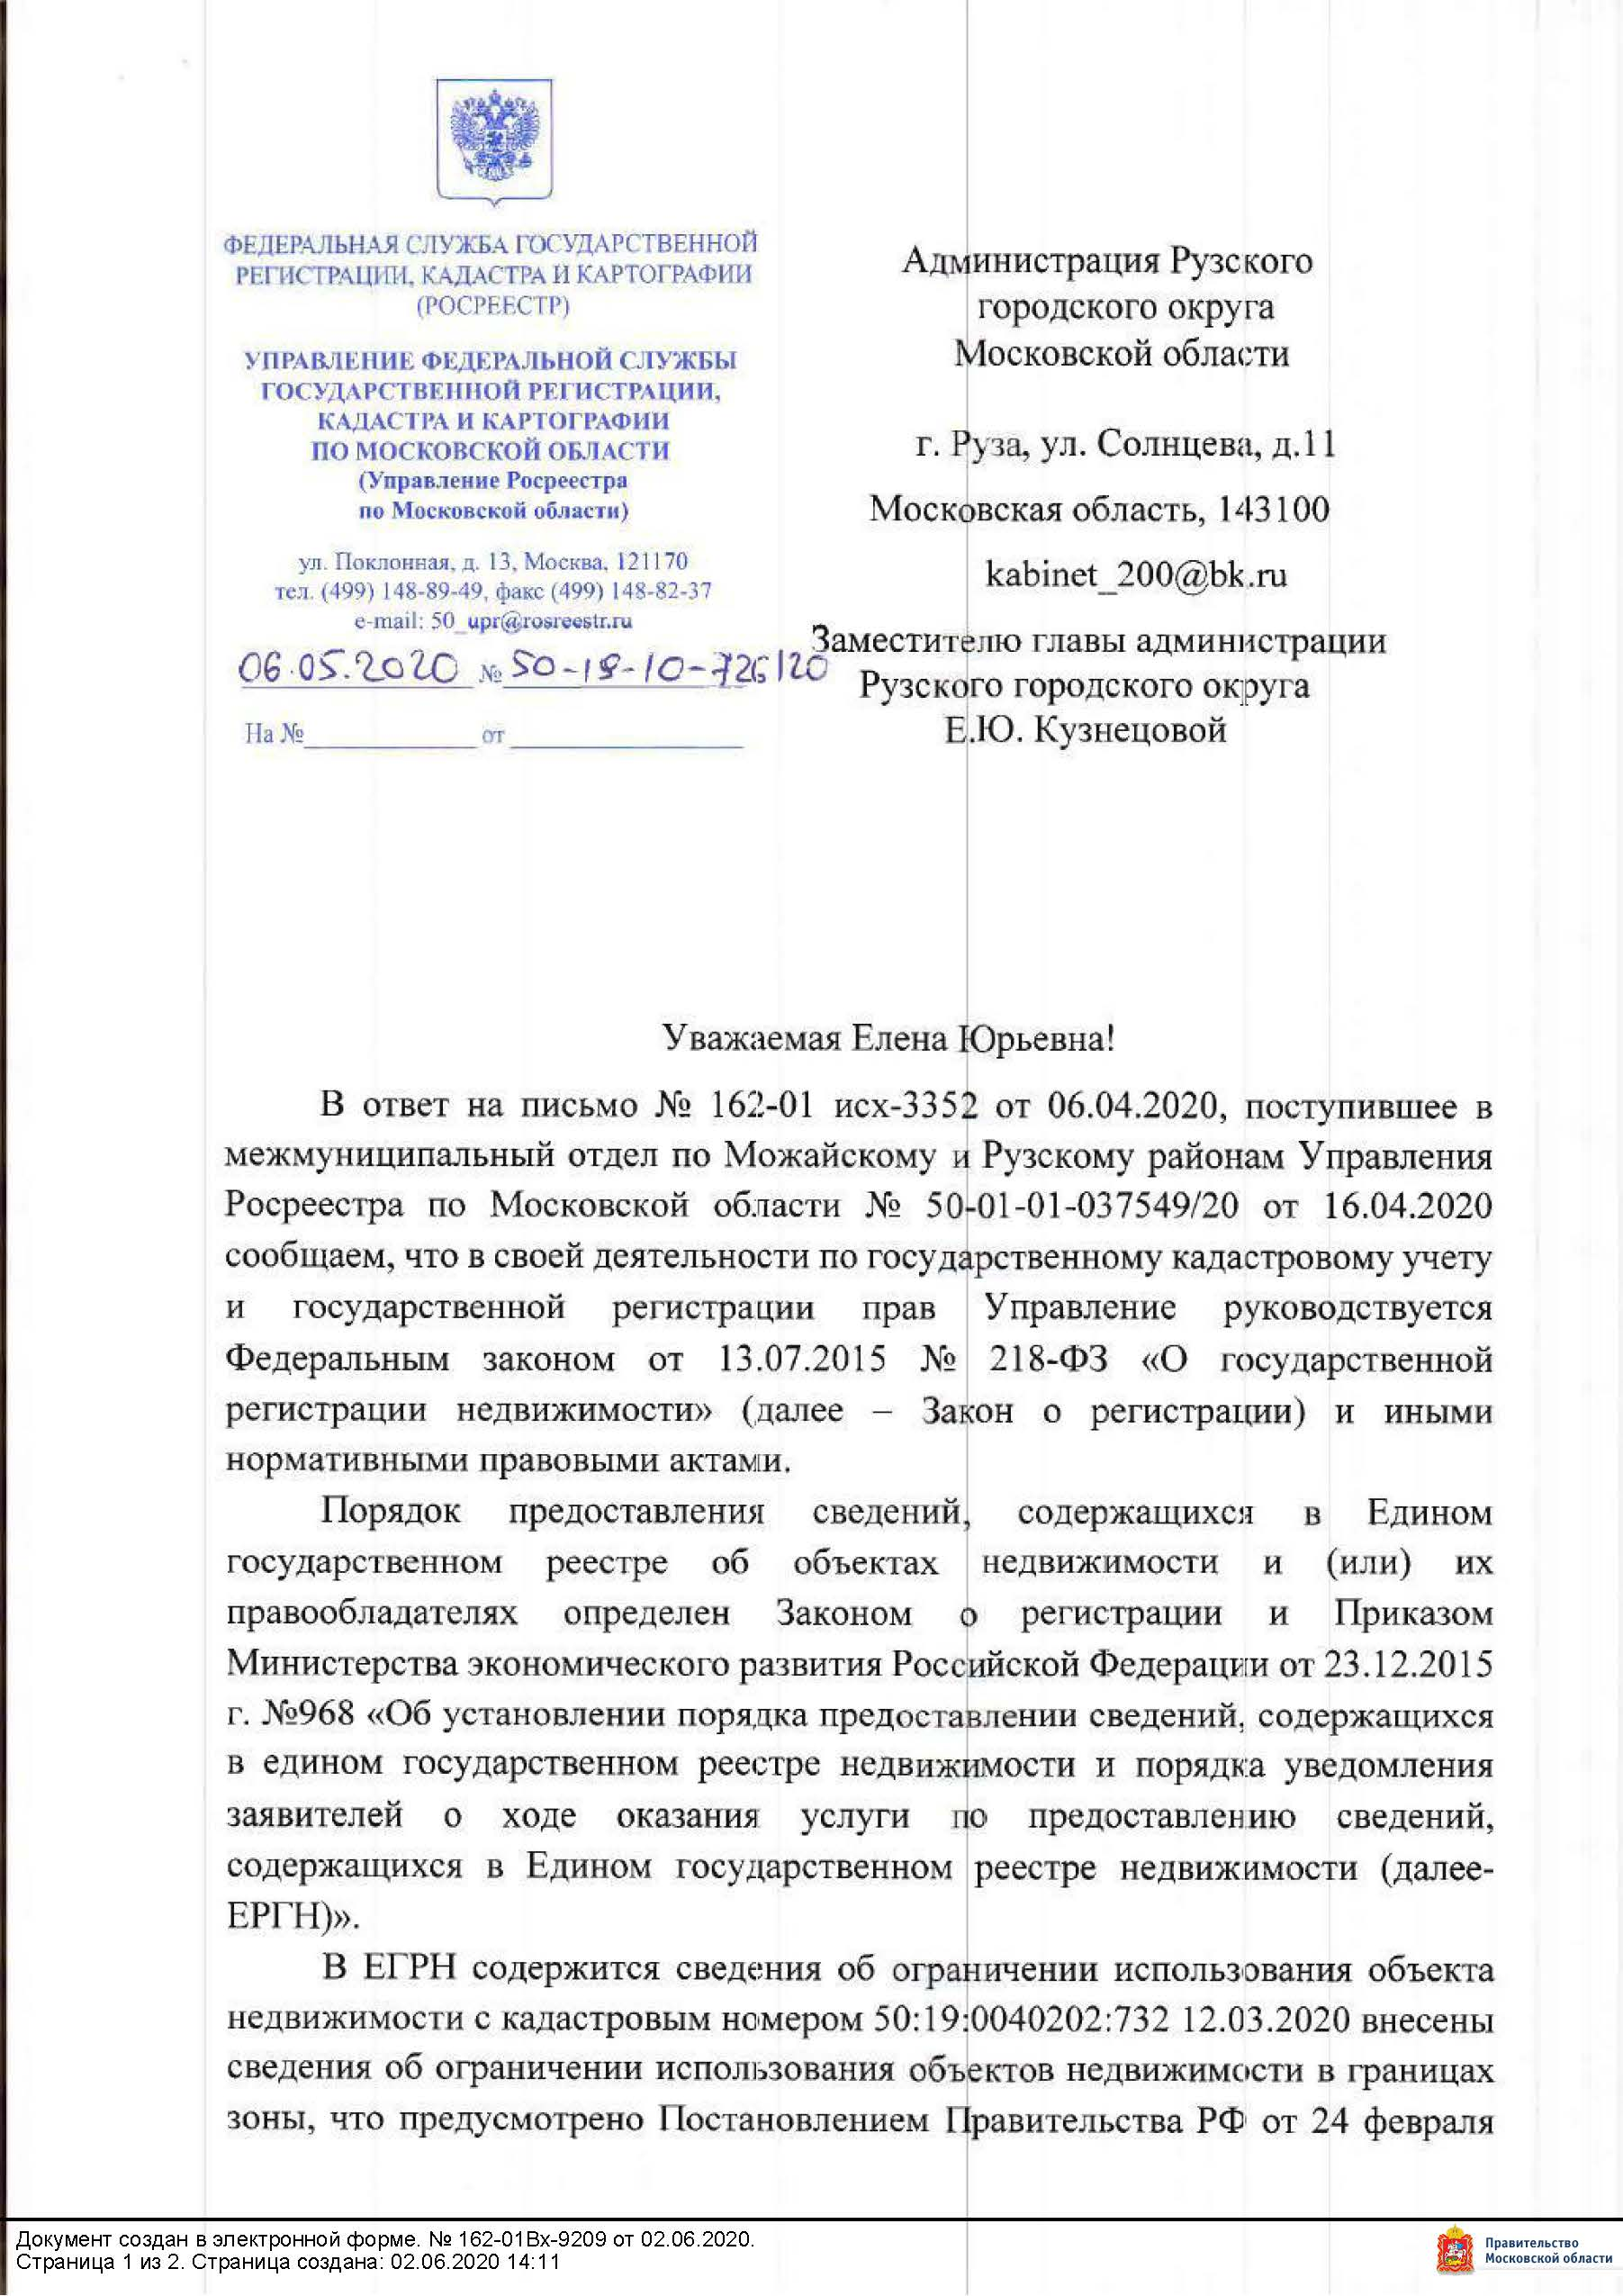 ФЕДЕРАЛЬНАЯ СЛУЖБА ГОСУДАРСТВЕННОЙ
РЕГИСТРАЦИИ, КАДАСТРА И КАРТОГРАФИИ
(РОСРЕЕСТР)
УПРАВЛЕНИЕ ФЕДЕРАЛЬНОЙ СЛУЖБЫ
ГОСУДАРСТВЕННОЙ РЕГИСТРАЦИИ,
КАДАСТРА И КАРТОГРАФИИ
ПО МОСКОВСКОЙ ОБЛАСТИ
(Управление Росреестра
по Московской области)
ул. Поклонная, д. 13, Москва, 121170
тел. (499) 148-89-49, факс (499) 148-82-37
e-mail: 50_upr@rosreestr.ru
06.05.2020 № 50-19-10-726/20
На № от
Администрация Рузского
городского округа
Московской области
г. Руза, ул. Солнцева, д.11
Московская область, 143100
kabinet_200@bk.ru
Заместителю главы администрации
Рузского городского округа
Е.Ю. Кузнецовой
Уважаемая Елена Юрьевна!
В ответ на письмо № 162-01 исх-3352 от 06.04.2020, поступившее в
межмуниципальный отдел по Можайскому и Рузскому районам Управления
Росреестра по Московской области № 50-01-01-037549/20 от 16.04.2020
сообщаем, что в своей деятельности по государственному кадастровому учету
и государственной регистрации прав Управление руководствуется
Федеральным законом от 13.07.2015 № 218-ФЗ «О государственной
регистрации недвижимости» (далее – Закон о регистрации) и иными
нормативными правовыми актами.
Порядок предоставления сведений, содержащихся в Едином
государственном реестре об объектах недвижимости и (или) их
правообладателях определен Законом о регистрации и Приказом
Министерства экономического развития Российской Федерации от 23.12.2015
г. №968 «Об установлении порядка предоставлении сведений, содержащихся
в едином государственном реестре недвижимости и порядка уведомления
заявителей о ходе оказания услуги по предоставлению сведений,
содержащихся в Едином государственном реестре недвижимости (далее-
ЕРГН)».
В ЕГРН содержится сведения об ограничении использования объекта
недвижимости с кадастровым номером 50:19:0040202:732 12.03.2020 внесены
сведения об ограничении использования объектов недвижимости в границах
зоны, что предусмотрено Постановлением Правительства РФ от 24 февраля
Документ создан в электронной форме. № 162-01Вх-9209 от 02.06.2020.
Страница 1 из 2. Страница создана: 02.06.2020 14:11
Правительство
Московской области